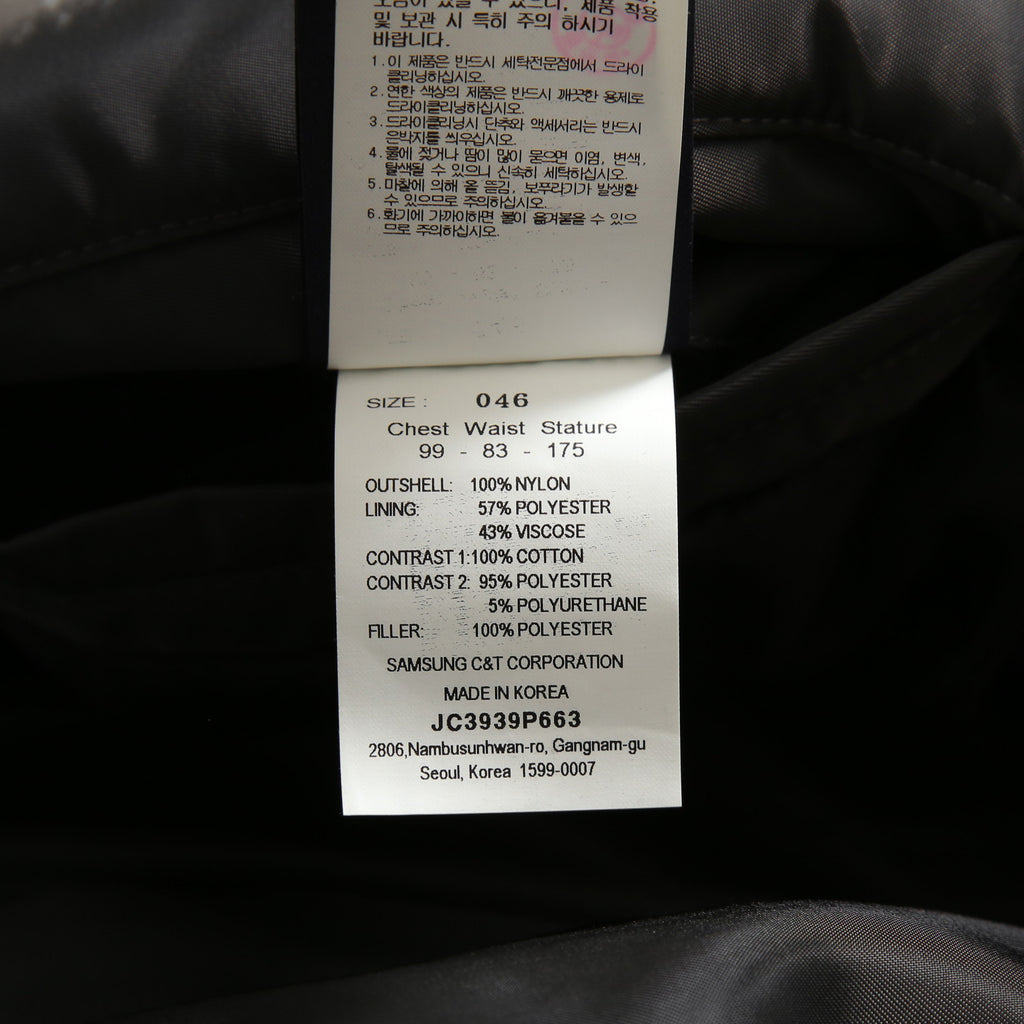 및 보관 시 특히 주의 하시기
바랍니다.
1.이 제품은 반드시 세탁전문점에서 드라이
클리닝하십시오.
2.연한 색상의 제품은 반드시 깨끗한 용제로
드라이클리닝하십시오.
3.드라이클리닝시 단추와 액세서리는 반드시
은박지를 씌우십시오.
4.물에 젖거나 땀이 많이 묻으면 이염, 변색,
탈색될 수 있으니 신속히 세탁하십시오.
5.마찰에 의해 올 뜯김, 보푸라기가 발생할
수 있으므로 주의하십시오.
6.화기에 가까이하면 불이 옮겨붙을 수 있으
므로 주의하십시오.
SIZE : 046
Chest Waist Stature
99 - 83 - 175
OUTSHELL: 100% NYLON
LINING: 57% POLYESTER
43% VISCOSE
CONTRAST 1:100% COTTON
CONTRAST 2: 95% POLYESTER
5% POLYURETHANE
FILLER: 100% POLYESTER
SAMSUNG C&T CORPORATION
MADE IN KOREA
JC3939P663
2806,Nambusunhwan-ro, Gangnam-gu
Seoul, Korea 1599-0007